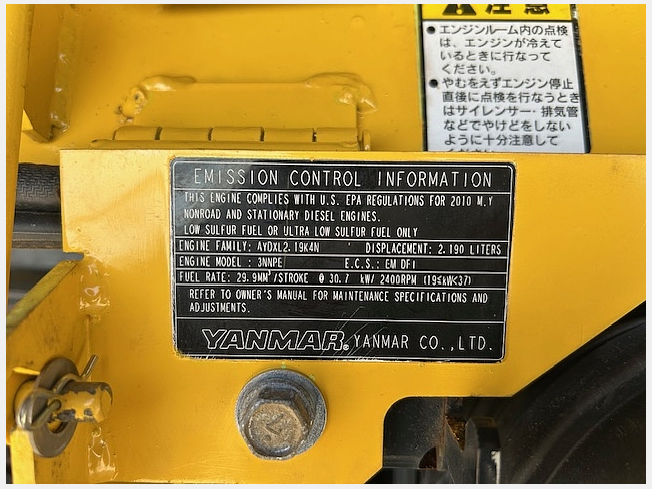 注意
● エンジンルーム内の点検
は、エンジンが冷えて
いるときに行なって
ください。
● やむをえずエンジン停止
直後に点検を行なうとき
はサイレンサー・排気管
などでやけどをしない
ように十分注意して
ください
EMISSION CONTROL INFORMATION
THIS ENGINE COMPLIES WITH U.S. EPA REGULATIONS FOR 2010 M.Y
NONROAD AND STATIONARY DIESEL ENGINES.
LOW SULFUR FUEL OR ULTRA LOW SULFUR FUEL ONLY
ENGINE FAMILY: AYDXL2.19K4N DISPLACEMENT: 2.190 LITERS
ENGINE MODEL : 3NNPE E.C.S.: EM DFI
FUEL RATE: 29.9MM³/STROKE @ 30.7 kW/ 2400RPM (19≤kW<37)
REFER TO OWNER'S MANUAL FOR MAINTENANCE SPECIFICATIONS AND
ADJUSTMENTS.
YANMAR® YANMAR CO.,LTD.